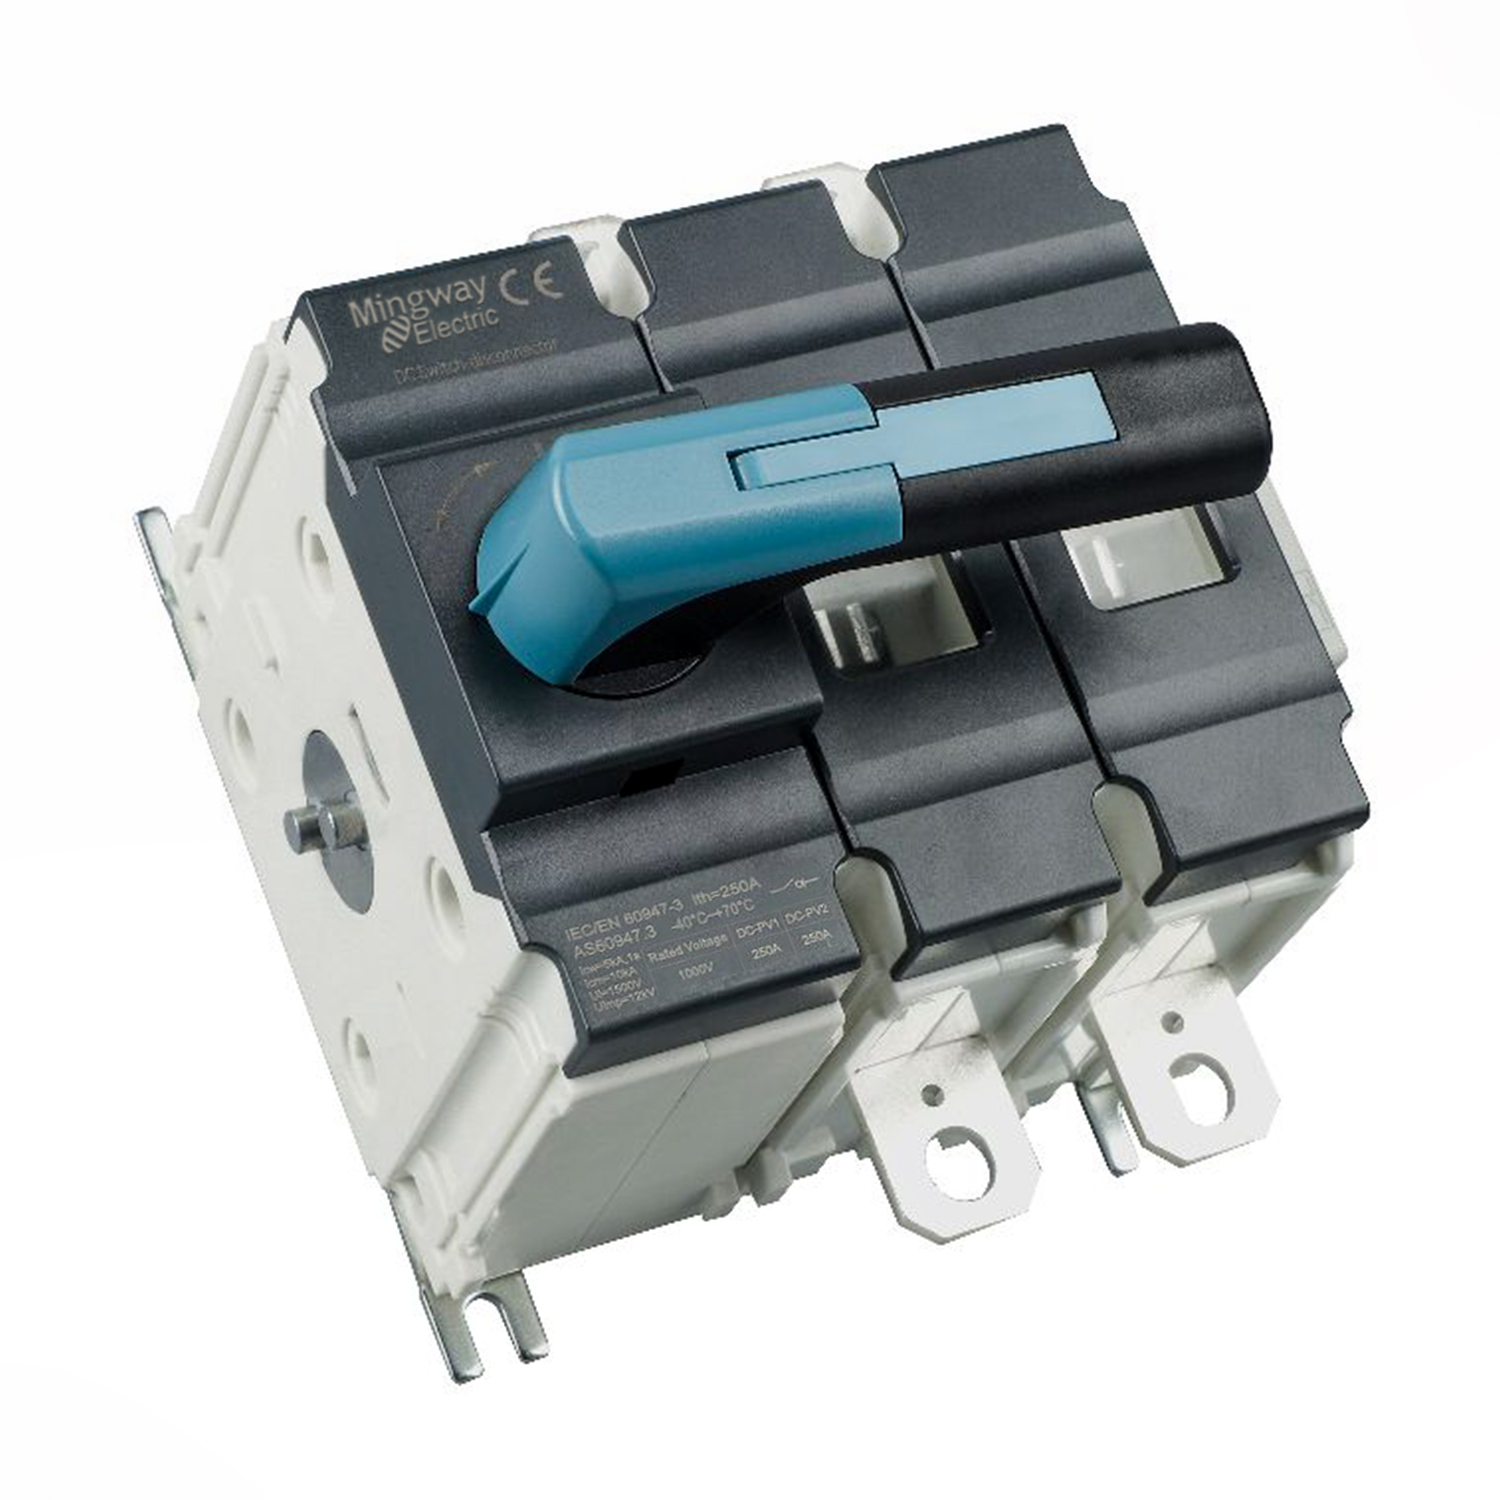 Mingway CE
Electric
DC Switch-disconnector
IEC/EN 60947-3 Ith=250A
AS60947.3 -40°C~+70°C
Icw=5kA,1s
Icm=10kA
Ui=1500V
Uimp=12kV
Rated Voltage DC-PV1 DC-PV2
1000V 250A 250A